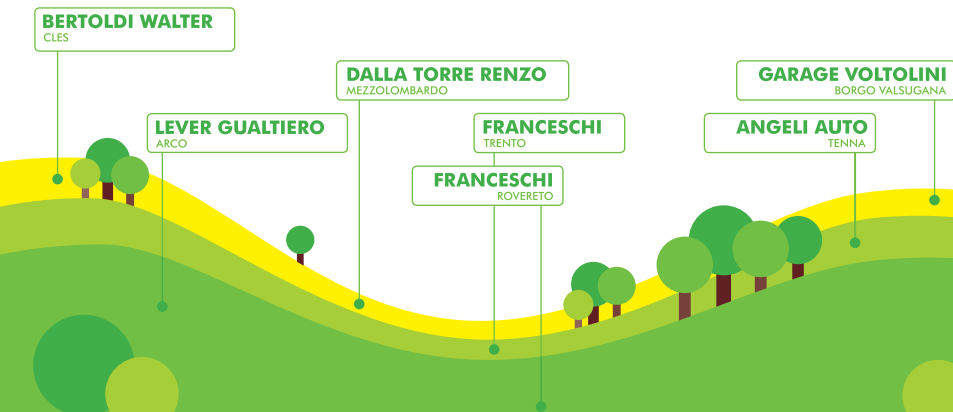 BERTOLDI WALTER
CLES
LEVER GUALTIERO
ARCO
DALLA TORRE RENZO
MEZZOLOMBARDO
FRANCESCHI
TRENTO
FRANCESCHI
ROVERETO
GARAGE VOLTOLINI
BORGO VALSUGANA
ANGELI AUTO
TENNA